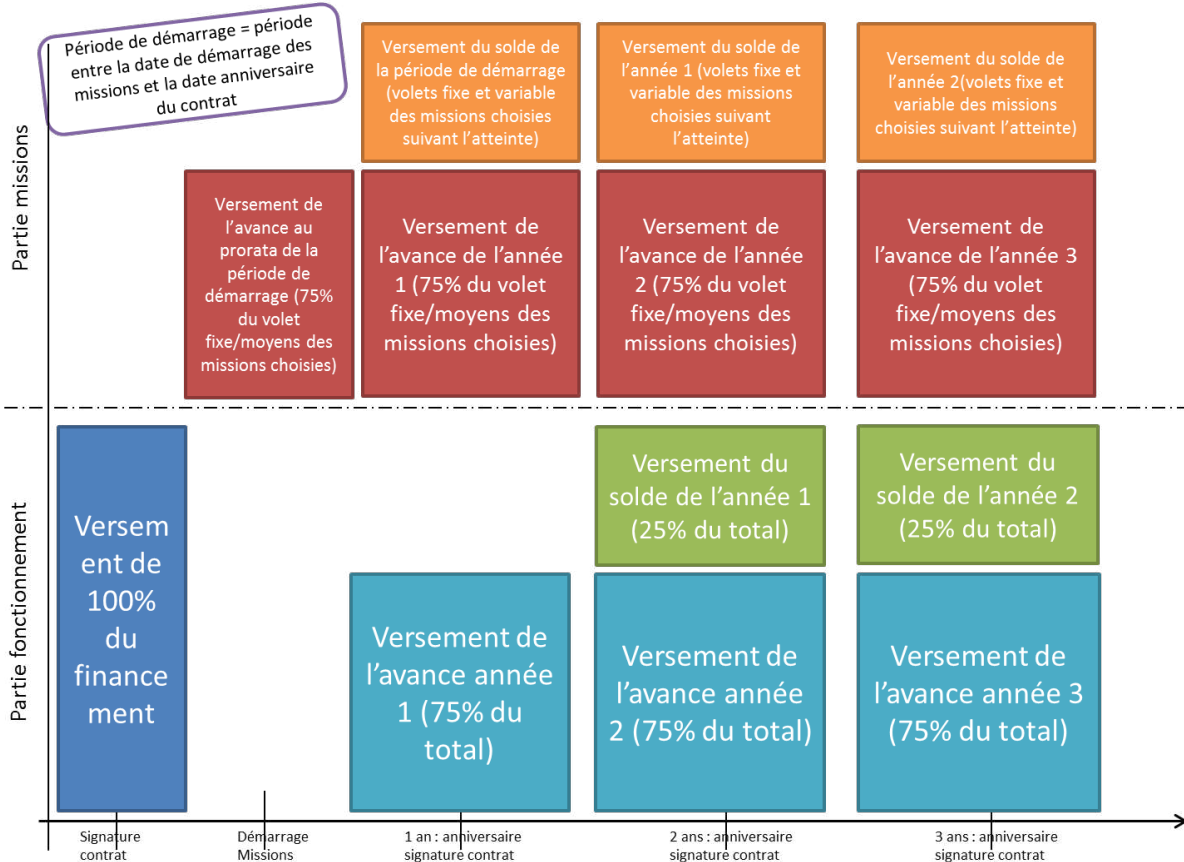 Période de démarrage = période
entre la date de démarrage des
missions et la date anniversaire
du contrat
Partie missions
Versement du solde de
la période de démarrage
(volets fixe et variable
des missions choisies
suivant l’atteinte)
Versement du solde de
l’année 1 (volets fixe et
variable des missions
choisies suivant
l’atteinte)
Versement du solde de
l’année 2(volets fixe et
variable des missions
choisies suivant l’atteinte)
Versement de
l’avance au
prorata de la
période de
démarrage (75%
du volet
fixe/moyens des
missions choisies)
Versement de
l’avance de l’année
1 (75% du volet
fixe/moyens des
missions choisies)
Versement de
l’avance de l’année
2 (75% du volet
fixe/moyens des
missions choisies)
Versement de
l’avance de l’année 3
(75% du volet
fixe/moyens des
missions choisies)
Partie fonctionnement
Versem
ent de
100%
du
finance
ment
Versement du
solde de l’année 1
(25% du total)
Versement du
solde de l’année 2
(25% du total)
Versement de
l’avance année
1 (75% du
total)
Versement de
l’avance année
2 (75% du total)
Versement de
l’avance année 3
(75% du total)
Signature
contrat
Démarrage
Missions
1 an : anniversaire
signature contrat
2 ans : anniversaire
signature contrat
3 ans : anniversaire
signature contrat